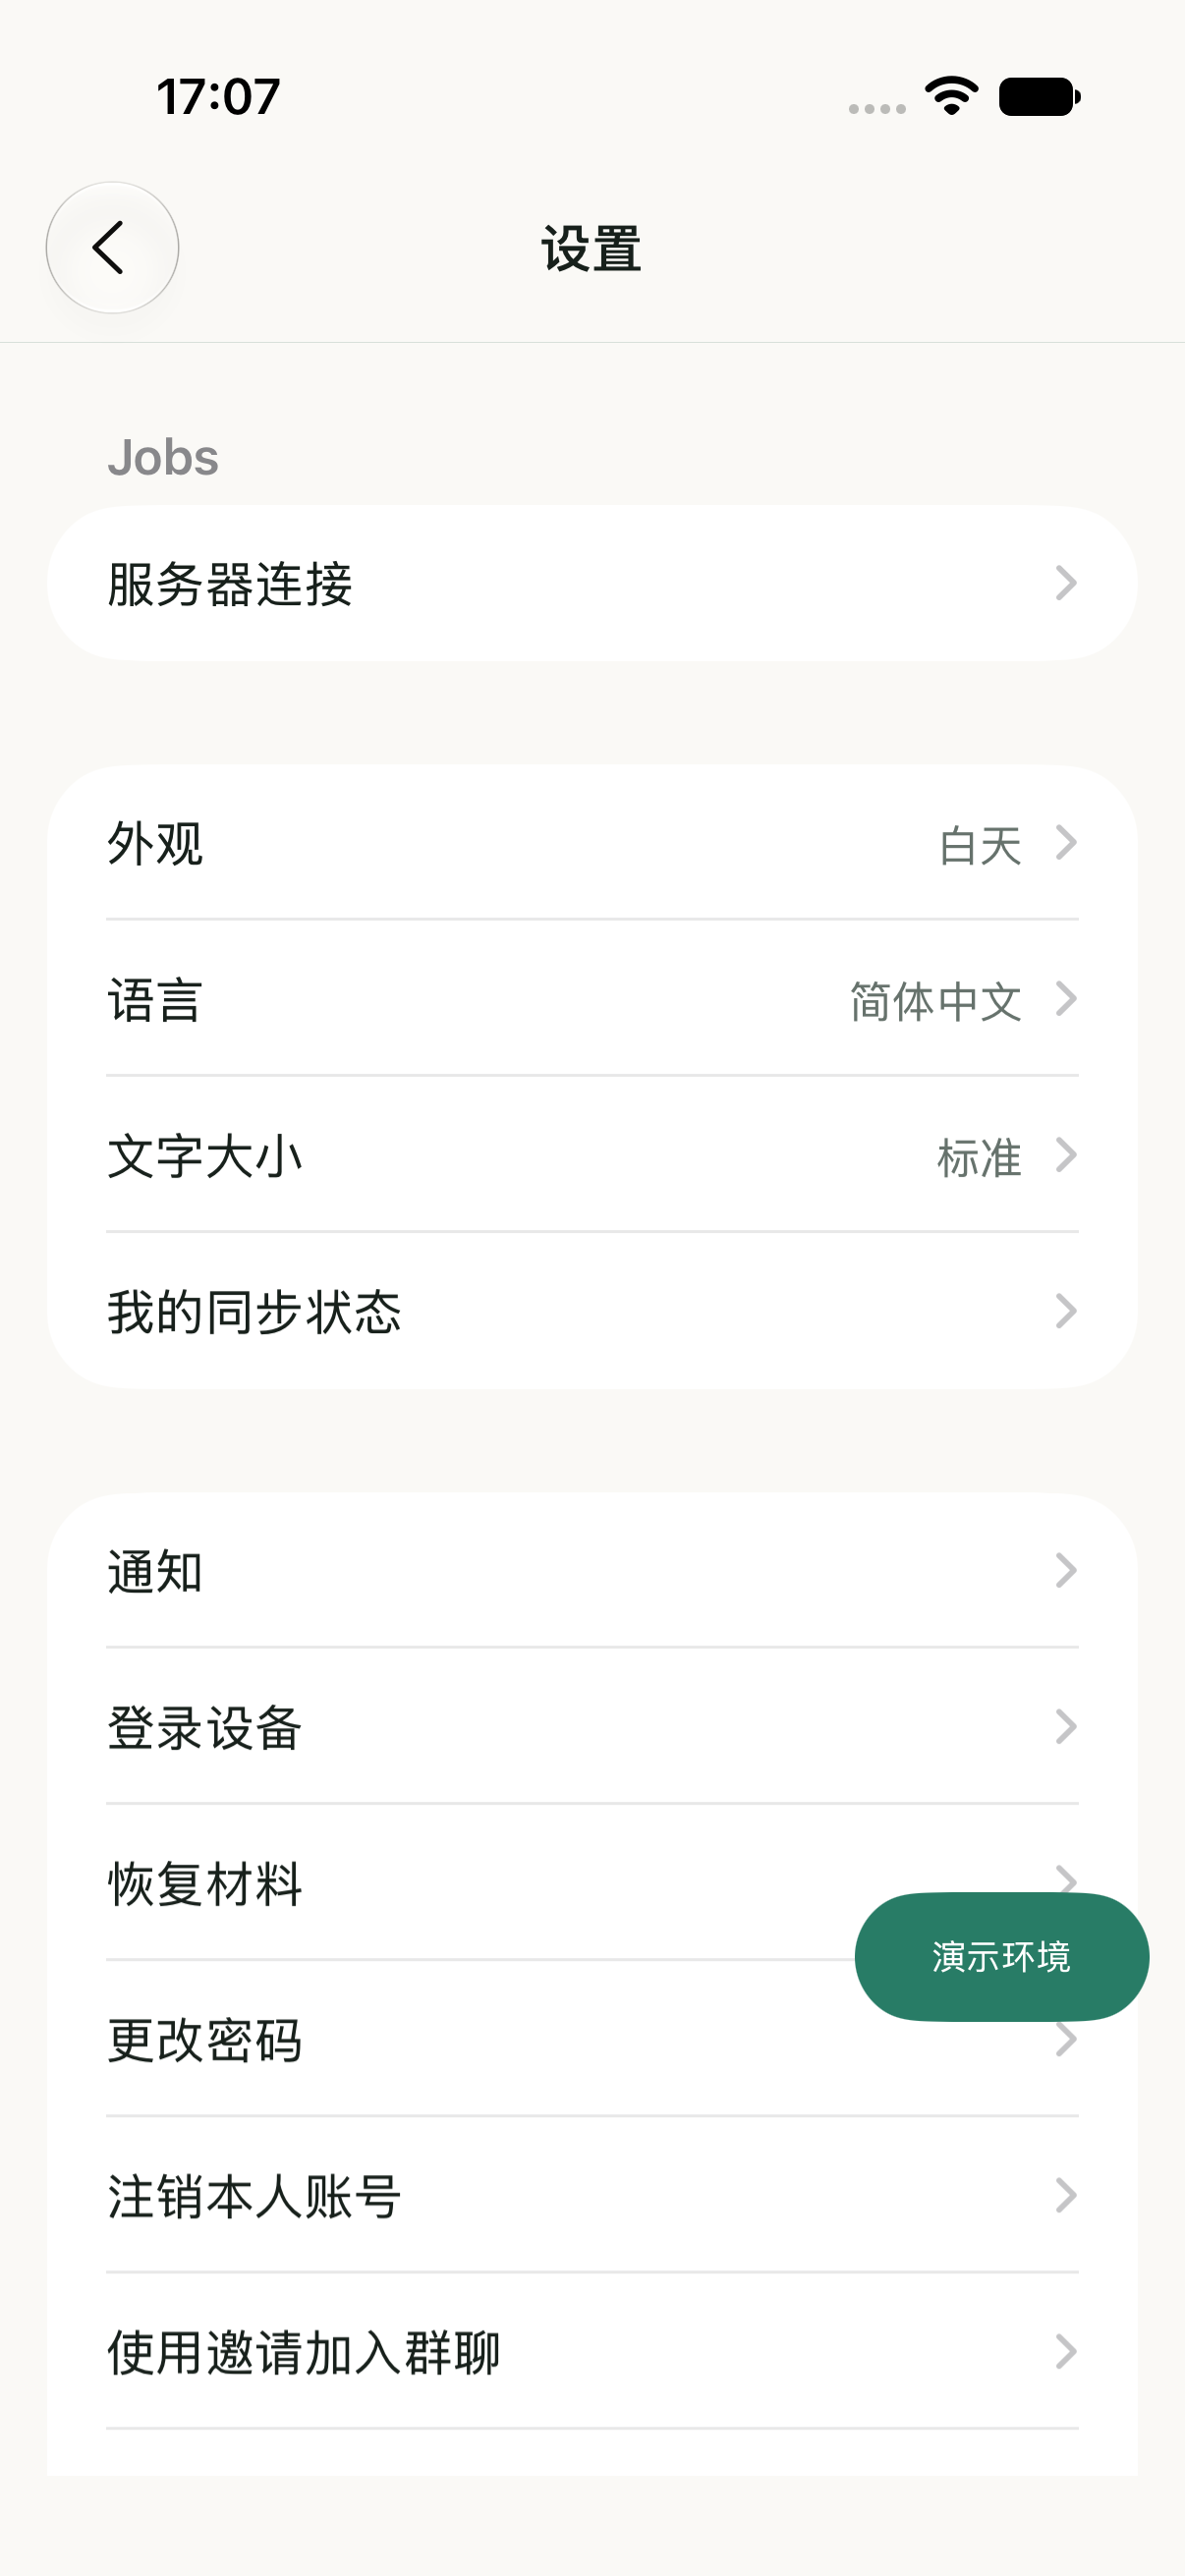 17:07
设置
Jobs
服务器连接
外观 白天
语言 简体中文
文字大小 标准
我的同步状态
通知
登录设备
恢复材料
演示环境
更改密码
注销本人账号
使用邀请加入群聊